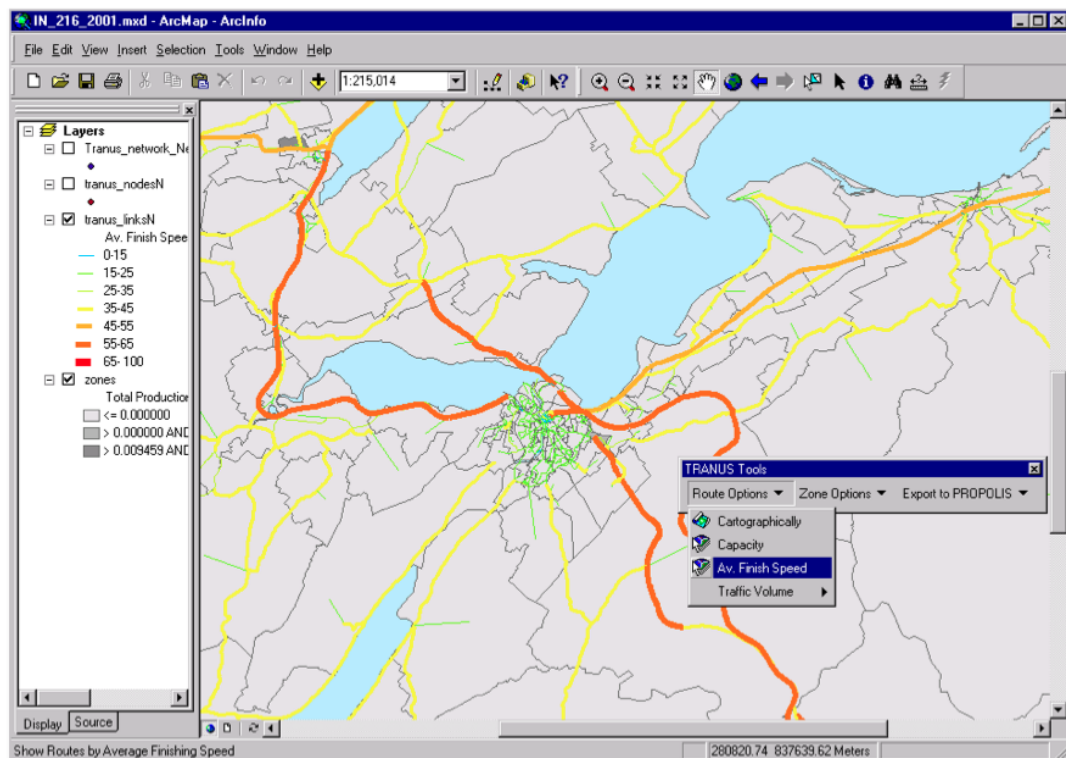 IN_216_2001.mxd - ArcMap - ArcInfo
File Edit View Insert Selection Tools Window Help
1:215,014
Layers
Tranus_network_Ne
tranus_nodesN
tranus_linksN
Av. Finish Spee
0-15
15-25
25-35
35-45
45-55
55-65
65- 100
zones
Total Production
<= 0.000000
> 0.000000 AND
> 0.009459 AND
TRANUS Tools
Route Options Zone Options Export to PROPOLIS
Cartographically
Capacity
Av. Finish Speed
Traffic Volume
Display Source
Show Routes by Average Finishing Speed
280820.74 837639.62 Meters